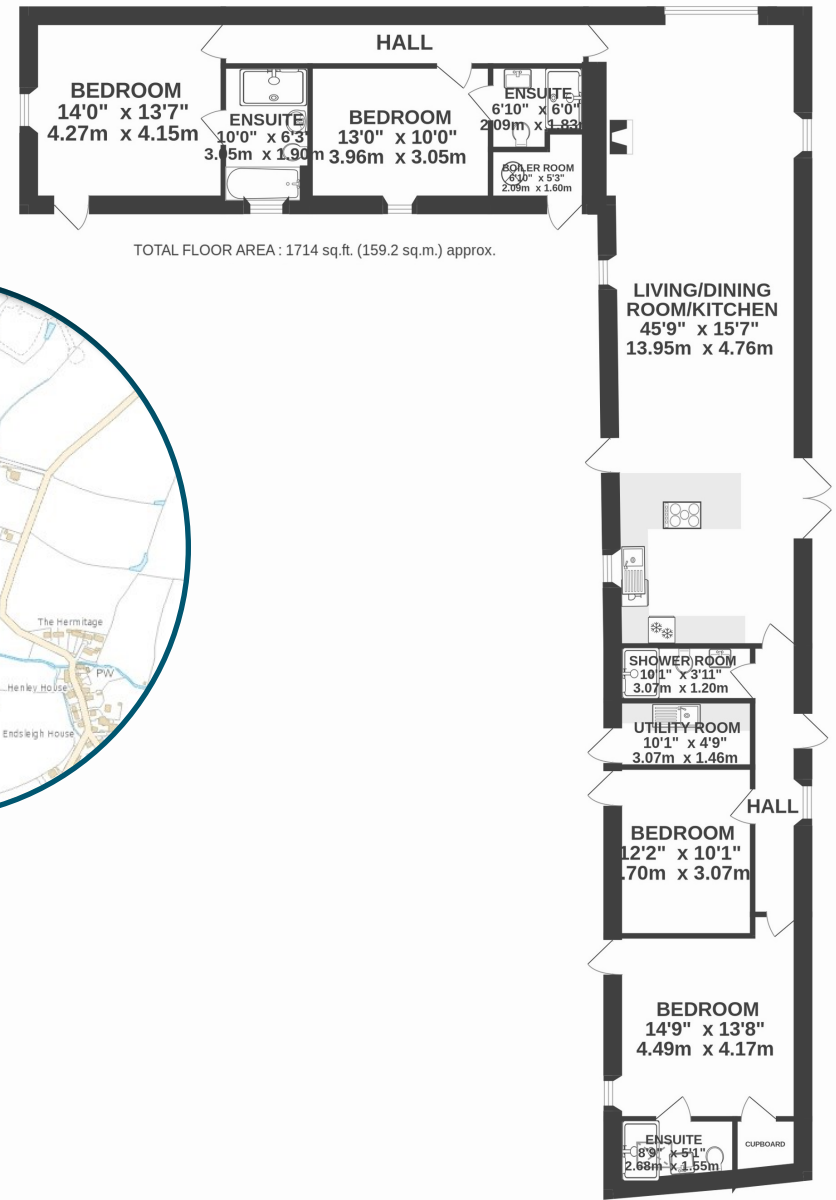 HALL
BEDROOM
14'0" x 13'7"
4.27m x 4.15m
ENSUITE
10'0" x 6'3"
3.05m x 1.90m
BEDROOM
13'0" x 10'0"
3.96m x 3.05m
ENSUITE
6'10" x 6'0"
2.09m x 1.83m
BOILER ROOM
6'10" x 5'3"
2.09m x 1.60m
TOTAL FLOOR AREA : 1714 sq.ft. (159.2 sq.m.) approx.
LIVING/DINING
ROOM/KITCHEN
45'9" x 15'7"
13.95m x 4.76m
The Hermitage
PW
Henley House
Endsleigh House
SHOWER ROOM
10'1" x 3'11"
3.07m x 1.20m
UTILITY ROOM
10'1" x 4'9"
3.07m x 1.46m
HALL
BEDROOM
12'2" x 10'1"
.70m x 3.07m
BEDROOM
14'9" x 13'8"
4.49m x 4.17m
ENSUITE
8'9" x 5'1"
2.68m x 1.55m
CUPBOARD